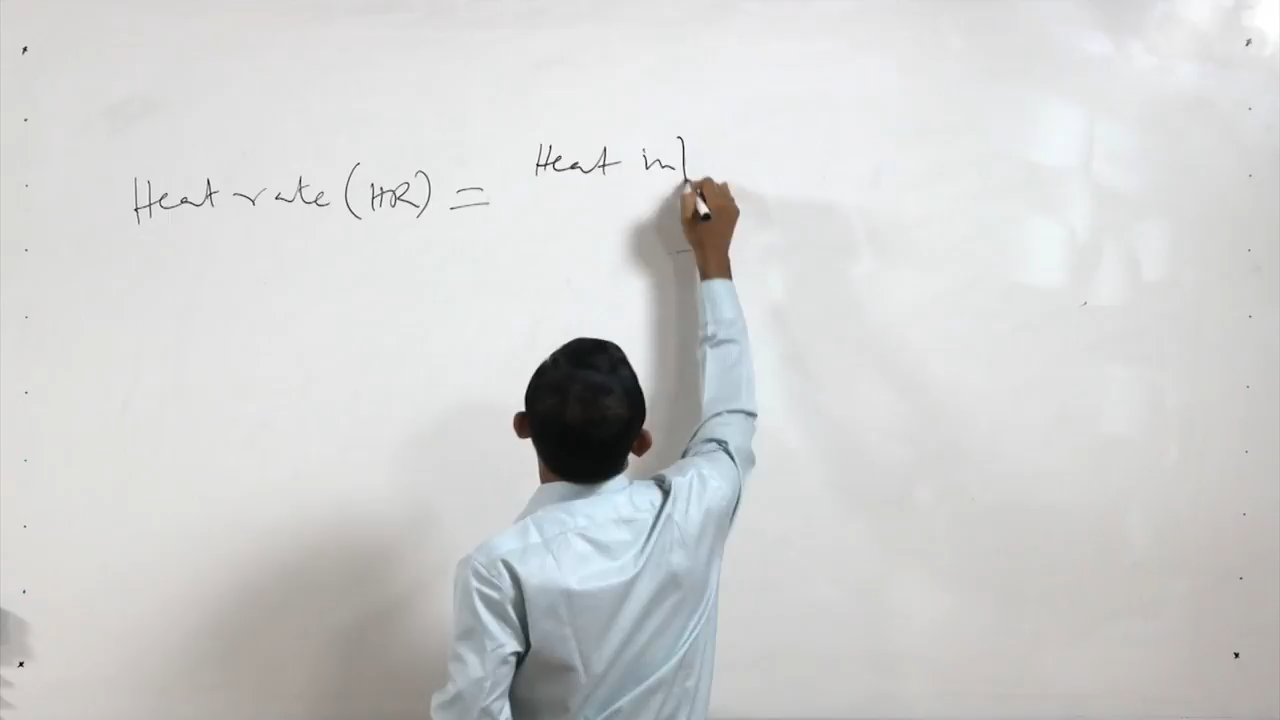 Heat rate (HR) = Heat in